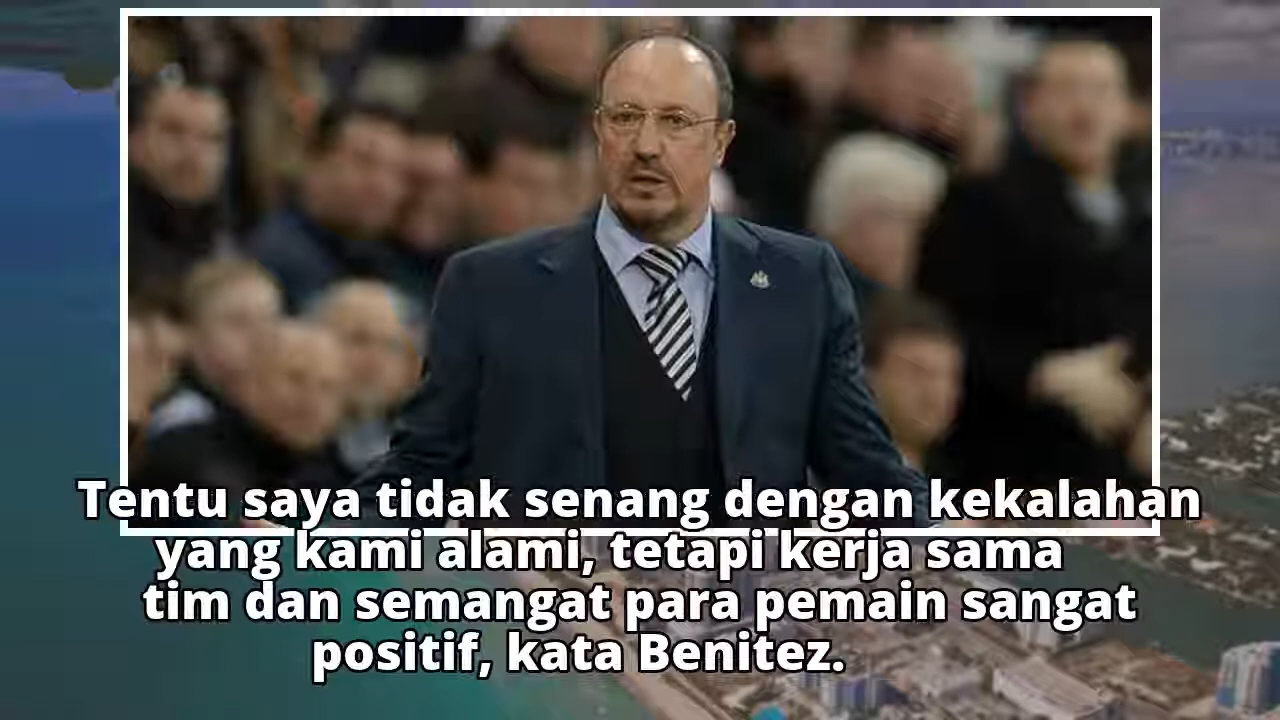 Tentu saya tidak senang dengan kekalahan
yang kami alami, tetapi kerja sama
tim dan semangat para pemain sangat
positif, kata Benitez.